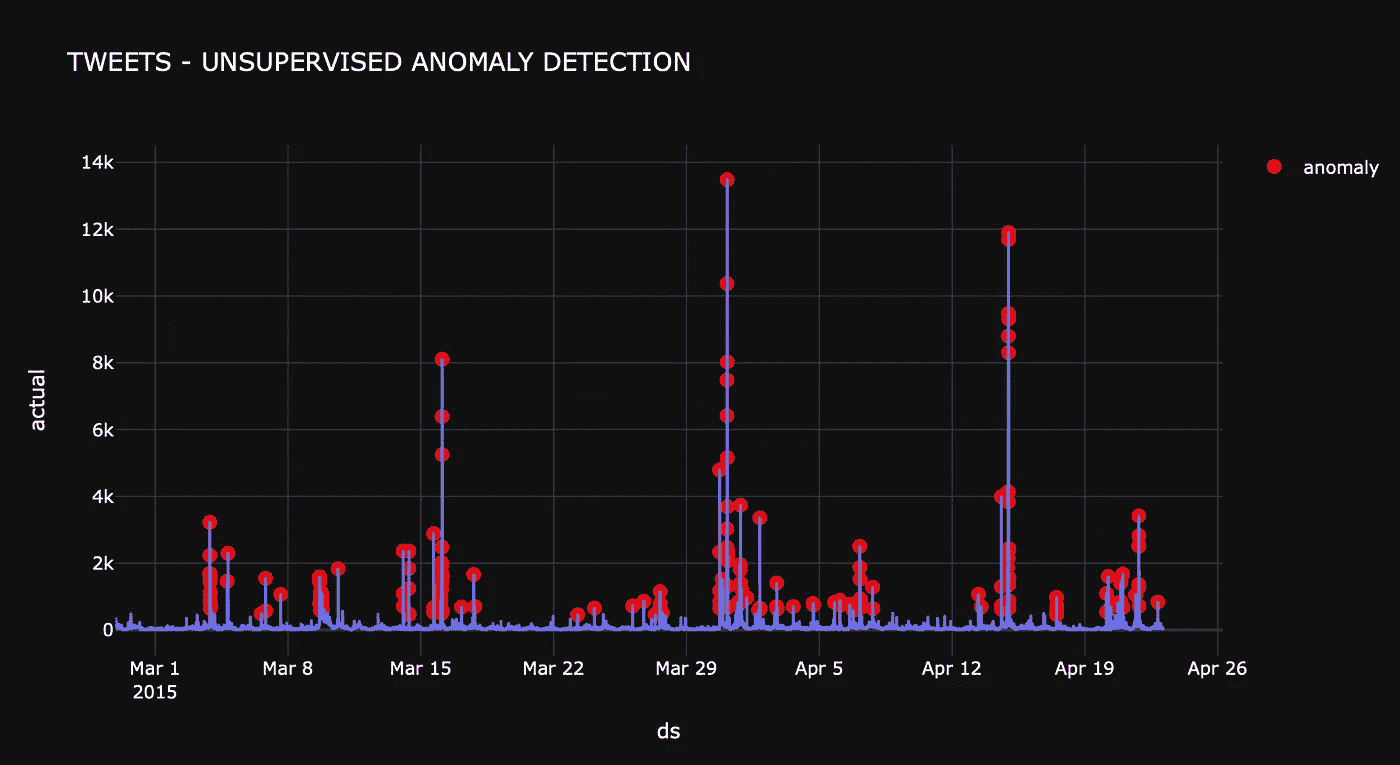 TWEETS - UNSUPERVISED ANOMALY DETECTION
14k
12k
10k
8k
6k
4k
2k
0
actual
anomaly
Mar 1 Mar 8 Mar 15 Mar 22 Mar 29 Apr 5 Apr 12 Apr 19 Apr 26
2015
ds